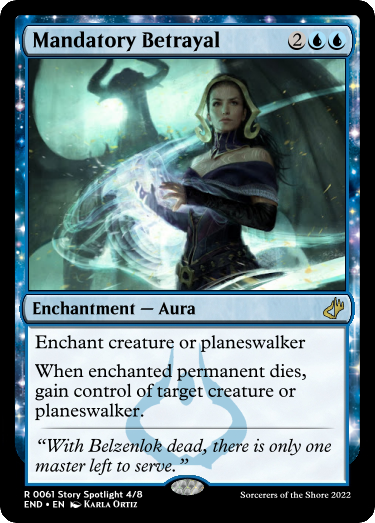 Mandatory Betrayal 2
Enchantment — Aura
Enchant creature or planeswalker
When enchanted permanent dies,
gain control of target creature or
planeswalker.
“With Belzenlok dead, there is only one
master left to serve.”
R 0061 Story Spotlight 4/8
END • EN Karla Ortiz
Sorcerers of the Shore 2022